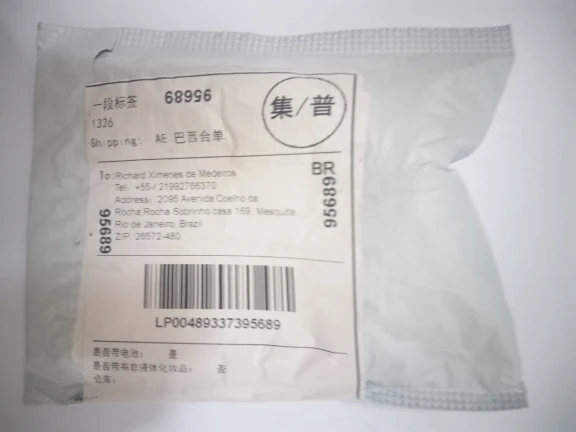 一段标签 95689
集/普
1326
Shipping: AE 巴西合单
To: Richard Ximenes de Medeiros
BR
Tel: +55-/ 21992766370
Address: 2095 Avenida Coelho da
Rocha,Rocha Sobrinho casa 169, Mesquita,
Rio de Janeiro, Brazil
ZIP: 26572-480
95689
95689
LP00489337395689
是否带电池: 是
是否带有非液体化妆品: 否
仓库: